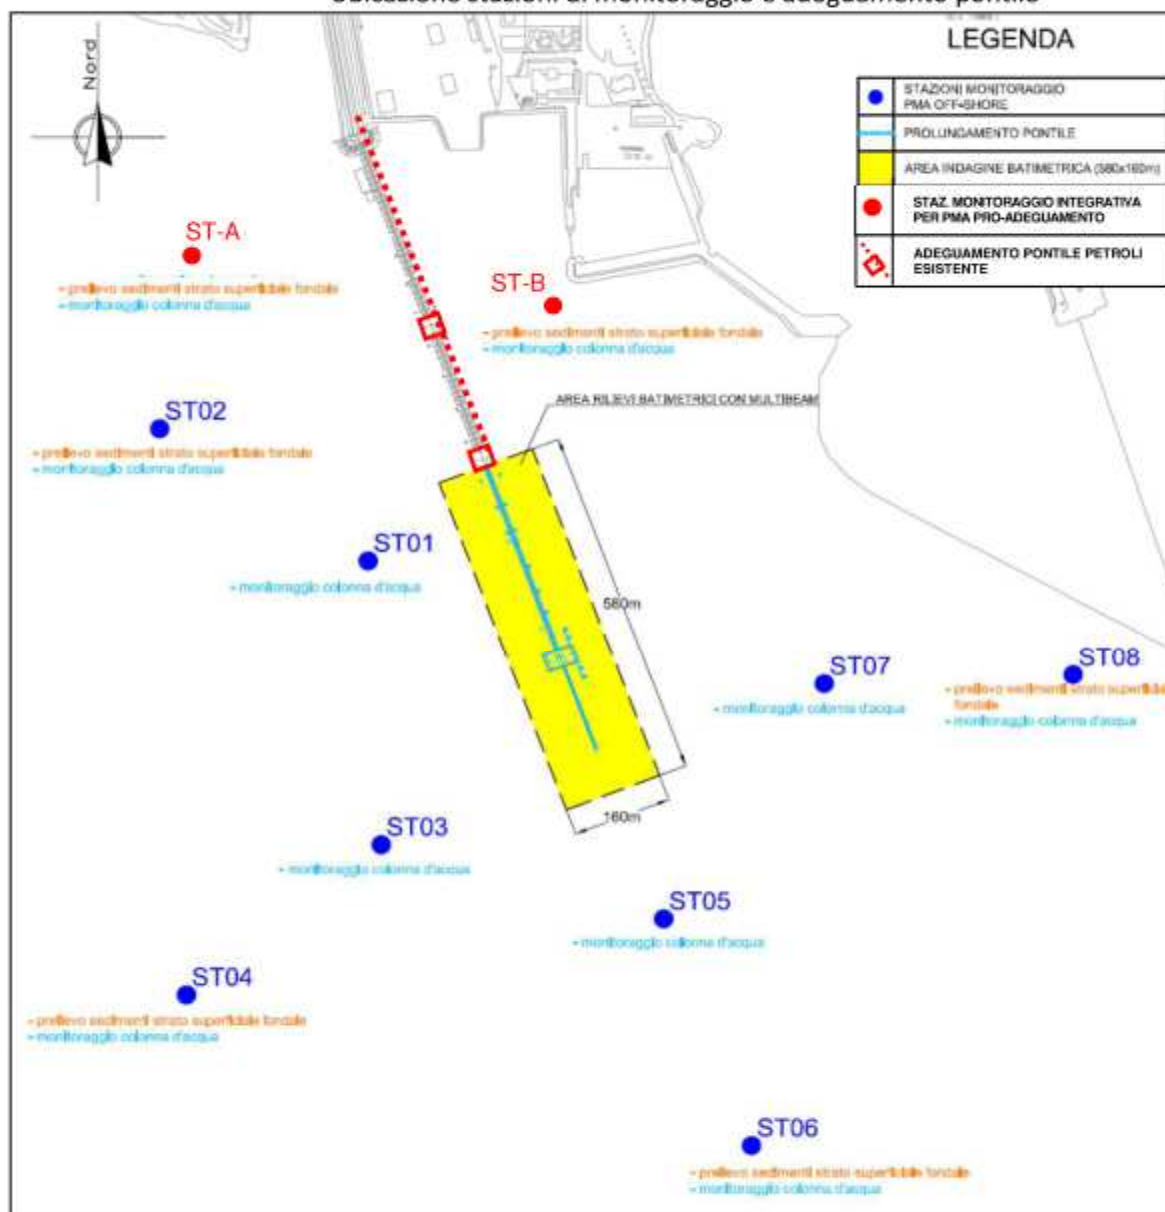 Ubicazione stazioni di monitoraggio e adeguamento pontile
Nord
LEGENDA
STAZIONI MONITORAGGIO
PMA OFF-SHORE
PROLUNGAMENTO PONTILE
AREA INDAGINE BATIMETRICA (580x160m)
STAZ. MONITORAGGIO INTEGRATIVA
PER PMA PRO-ADEGUAMENTO
ADEGUAMENTO PONTILE PETROLI
ESISTENTE
ST-A
- prelievo sedimenti strato superficiale fondale
- monitoraggio colonna d'acqua
ST-B
- prelievo sedimenti strato superficiale fondale
- monitoraggio colonna d'acqua
AREA RILIEVI BATIMETRICI CON MULTIBEAM
ST02
- prelievo sedimenti strato superficiale fondale
- monitoraggio colonna d'acqua
ST01
- monitoraggio colonna d'acqua
580m
ST07
- monitoraggio colonna d'acqua
ST08
- prelievo sedimenti strato
fondale
- monitoraggio colonna d'acqua
160m
ST03
- monitoraggio colonna d'acqua
ST05
- monitoraggio colonna d'acqua
ST04
- prelievo sedimenti strato superficiale fondale
- monitoraggio colonna d'acqua
ST06
- prelievo sedimenti strato superficiale fondale
- monitoraggio colonna d'acqua